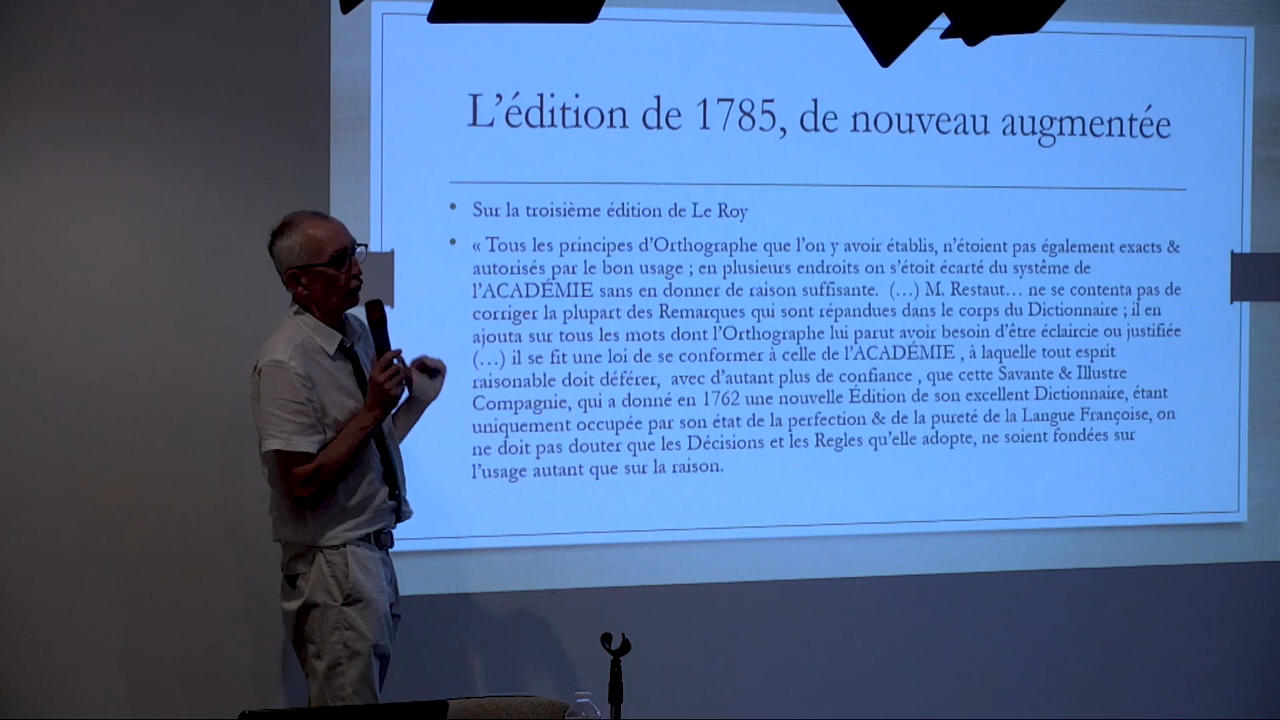 L'édition de 1785, de nouveau augmentée
• Sur la troisième édition de Le Roy
• « Tous les principes d'Orthographe que l'on y avoir établis, n'étoient pas également exacts &
autorisés par le bon usage ; en plusieurs endroits on s'étoit écarté du système de
l'ACADÉMIE sans en donner de raison suffisante. (…) M. Restaut… ne se contenta pas de
corriger la plupart des Remarques qui sont répandues dans le corps du Dictionnaire ; il en
ajouta sur tous les mots dont l'Orthographe lui parut avoir besoin d'être éclaircie ou justifiée
(…) il se fit une loi de se conformer à celle de l'ACADÉMIE , à laquelle tout esprit
raisonable doit déférer, avec d'autant plus de confiance , que cette Savante & Illustre
Compagnie, qui a donné en 1762 une nouvelle Édition de son excellent Dictionnaire, étant
uniquement occupée par son état de la perfection & de la pureté de la Langue Françoise, on
ne doit pas douter que les Décisions et les Regles qu'elle adopte, ne soient fondées sur
l'usage autant que sur la raison.